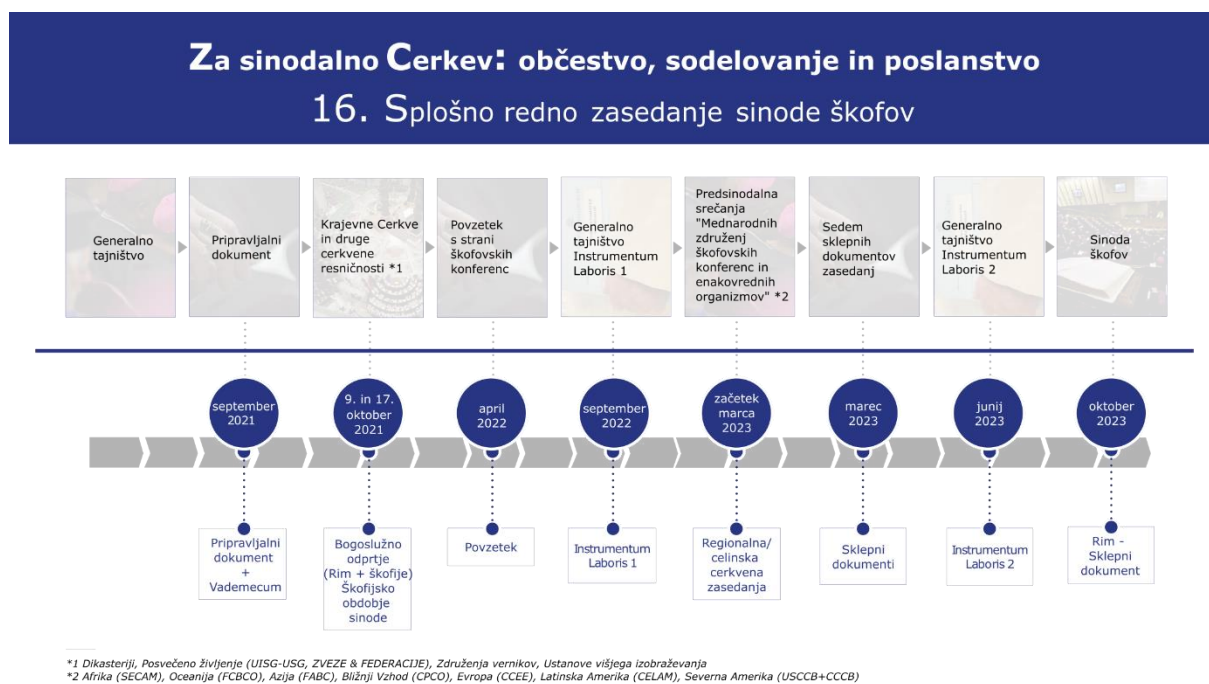 Za sinodalno Cerkev: občestvo, sodelovanje in poslanstvo
16. Splošno redno zasedanje sinode škofov
Generalno
tajništvo
Pripravljalni
dokument
Krajevne Cerkve
in druge
cerkvene
resničnosti *1
Povzetek
s strani
škofovskih
konferenc
Generalno
tajništvo
Instrumentum
Laboris 1
Predsinodalna
srečanja
"Mednarodnih
združenj
škofovskih
konferenc in
enakovrednih
organizmov" *2
Sedem
sklepnih
dokumentov
zasedanj
Generalno
tajništvo
Instrumentum
Laboris 2
Sinoda
škofov
september
2021
9. in 17.
oktober
2021
april
2022
september
2022
začetek
marca
2023
marec
2023
junij
2023
oktober
2023
Pripravljalni
dokument
+
Vademecum
Bogoslužno
odprtje
(Rim + škofije)
Škofijsko
obdobje
sinode
Povzetek
Instrumentum
Laboris 1
Regionalna/
celinska
cerkvena
zasedanja
Sklepni
dokumenti
Instrumentum
Laboris 2
Rim -
Sklepni
dokument
*1 Dikasteriji, Posvečeno življenje (UISG-USG, ZVEZE & FEDERACIJE), Združenja vernikov, Ustanove višjega izobraževanja
*2 Afrika (SECAM), Oceanija (FCBCO), Azija (FABC), Bližnji Vzhod (CPCO), Evropa (CCEE), Latinska Amerika (CELAM), Severna Amerika (USCCB+CCCB)